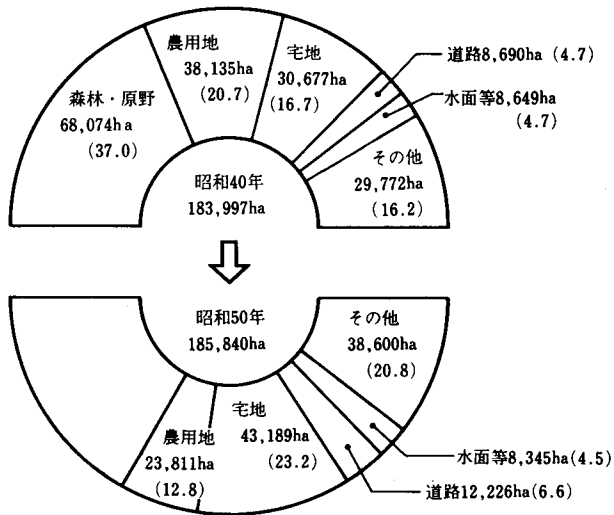 農用地
38,135ha
(20.7)
宅地
30,677ha
(16.7)
道路8,690ha (4.7)
水面等8,649ha
(4.7)
森林・原野
68,074ha
(37.0)
その他
29,772ha
(16.2)
昭和40年
183,997ha
昭和50年
185,840ha
その他
38,600ha
(20.8)
宅地
43,189ha
(23.2)
農用地
23,811ha
(12.8)
水面等8,345ha(4.5)
道路12,226ha(6.6)